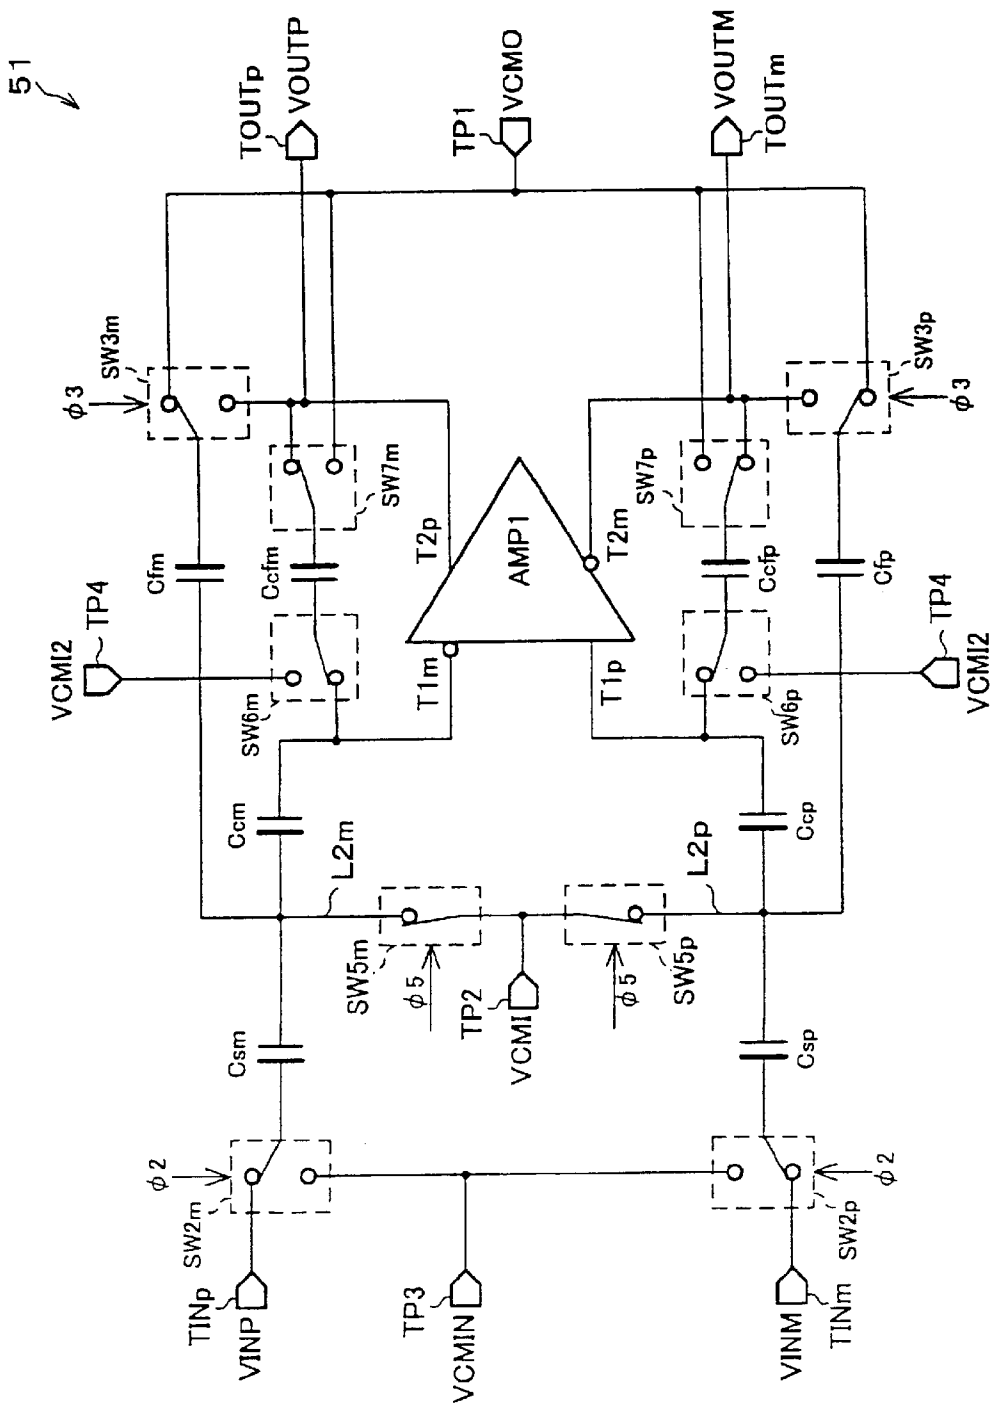 51
TOUTp
VOUTP
TP1
VCMO
VOUTM
TOUTm
φ3
SW3m
SW3p
φ3
SW7m
SW7p
T2p
T2m
AMP1
Cfm
Ccfm
Ccfp
Cfp
VCMI2
TP4
TP4
VCMI2
SW6m
T1m
T1p
SW6p
Ccm
L2m
L2p
Ccp
SW5m
φ5
TP2
VCMI
φ5
SW5p
Csm
Csp
φ2
SW2m
SW2p
φ2
TINp
VINP
TP3
VCMIN
VINM
TINm